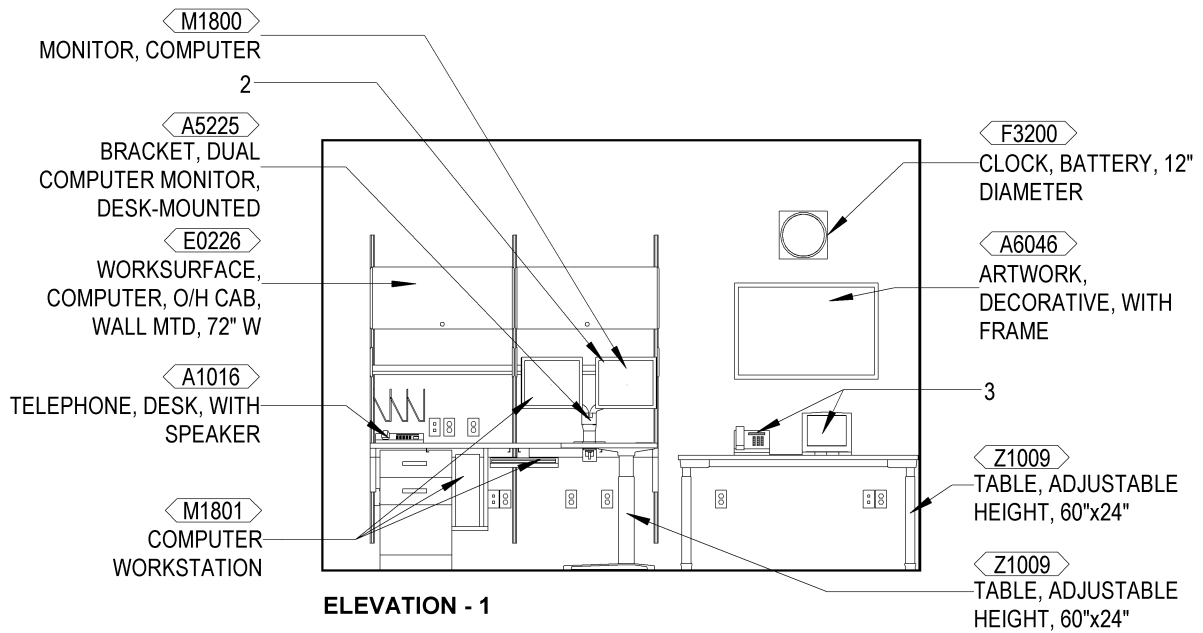 M1800
MONITOR, COMPUTER
2
A5225
BRACKET, DUAL
COMPUTER MONITOR,
DESK-MOUNTED
E0226
WORKSURFACE,
COMPUTER, O/H CAB,
WALL MTD, 72" W
A1016
TELEPHONE, DESK, WITH
SPEAKER
M1801
COMPUTER
WORKSTATION
F3200
CLOCK, BATTERY, 12"
DIAMETER
A6046
ARTWORK,
DECORATIVE, WITH
FRAME
3
Z1009
TABLE, ADJUSTABLE
HEIGHT, 60"x24"
Z1009
TABLE, ADJUSTABLE
HEIGHT, 60"x24"
ELEVATION - 1